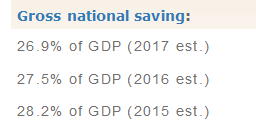 Gross national saving:
26.9% of GDP (2017 est.)
27.5% of GDP (2016 est.)
28.2% of GDP (2015 est.)